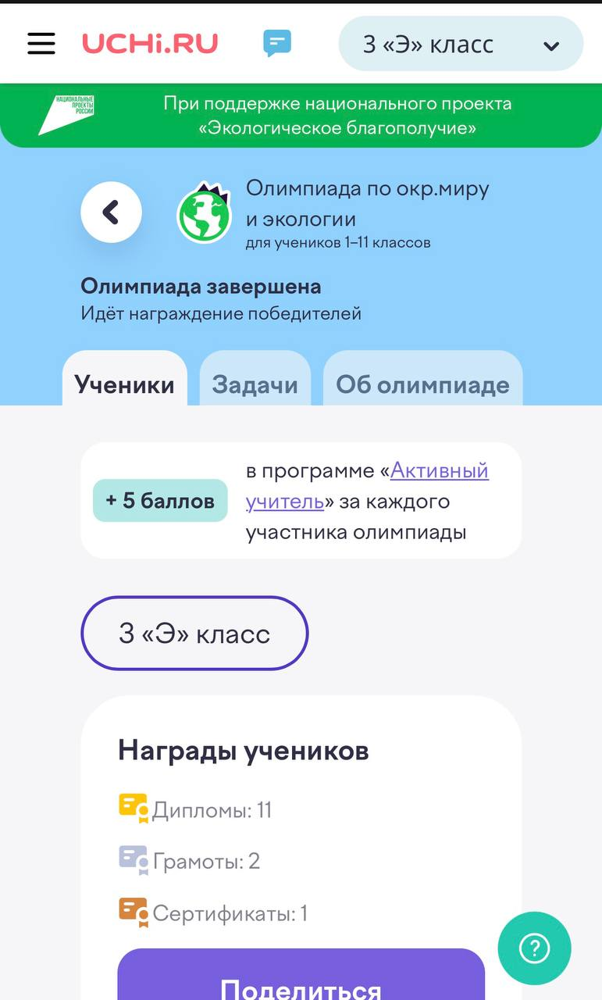 UCHi.RU
3 «Э» класс
НАЦИОНАЛЬНЫЕ
ПРОЕКТЫ
РОССИИ
При поддержке национального проекта
«Экологическое благополучие»
Олимпиада по окр.миру
и экологии
для учеников 1–11 классов
Олимпиада завершена
Идёт награждение победителей
Ученики
Задачи
Об олимпиаде
+ 5 баллов
в программе «Активный
учитель» за каждого
участника олимпиады
3 «Э» класс
Награды учеников
Дипломы: 11
Грамоты: 2
Сертификаты: 1
Поделиться
?